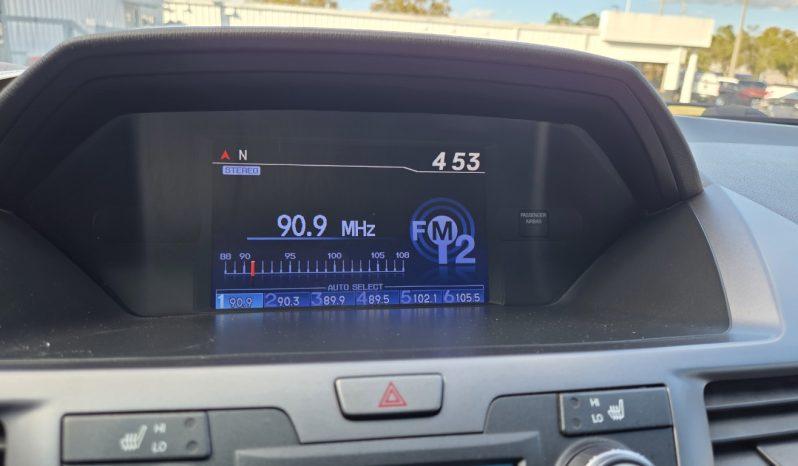 N 4 53
STEREO
90.9 MHz
FM 2
88 90 95 100 105 108
AUTO SELECT
1 90.9 2 90.3 3 89.9 4 89.5 5 102.1 6 105.5
PASSENGER
AIRBAG
HI
LO
HI
LO